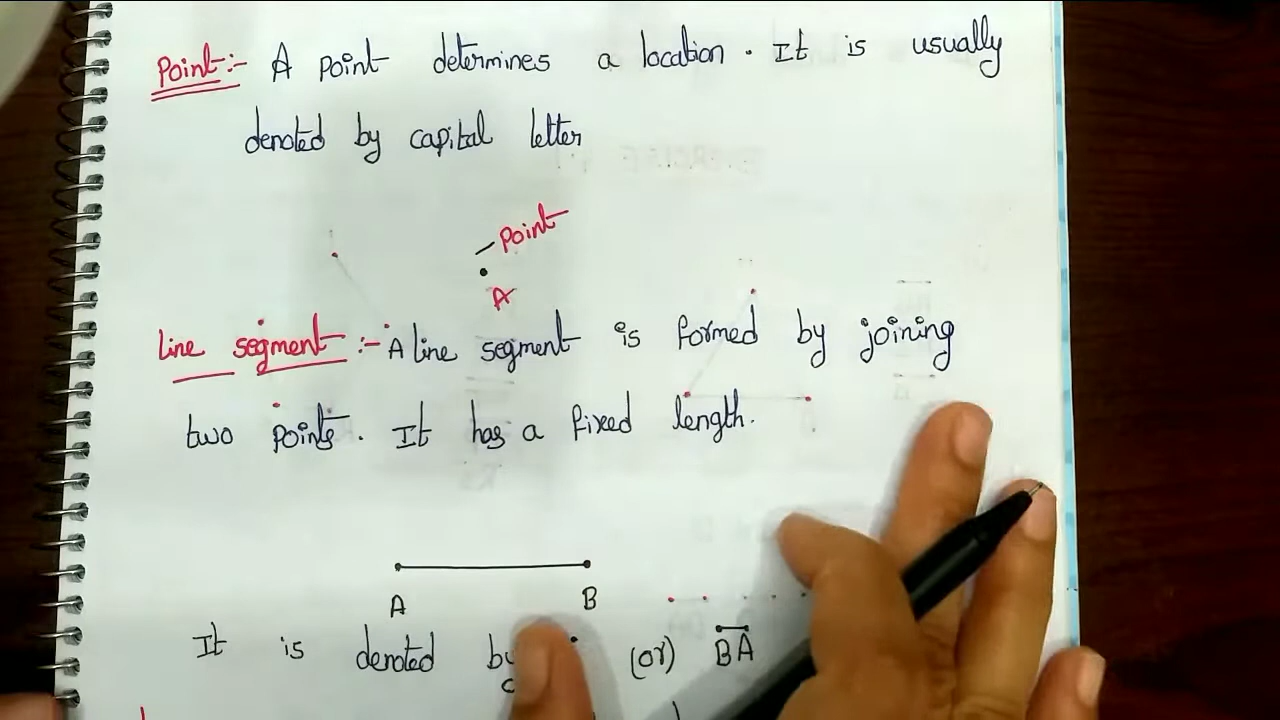 Point:- A point determines a location. It is usually
denoted by capital letter
Point
A
line segment :- A line segment is formed by joining
two points. It has a fixed length.
A B
It is denoted by (or) BA